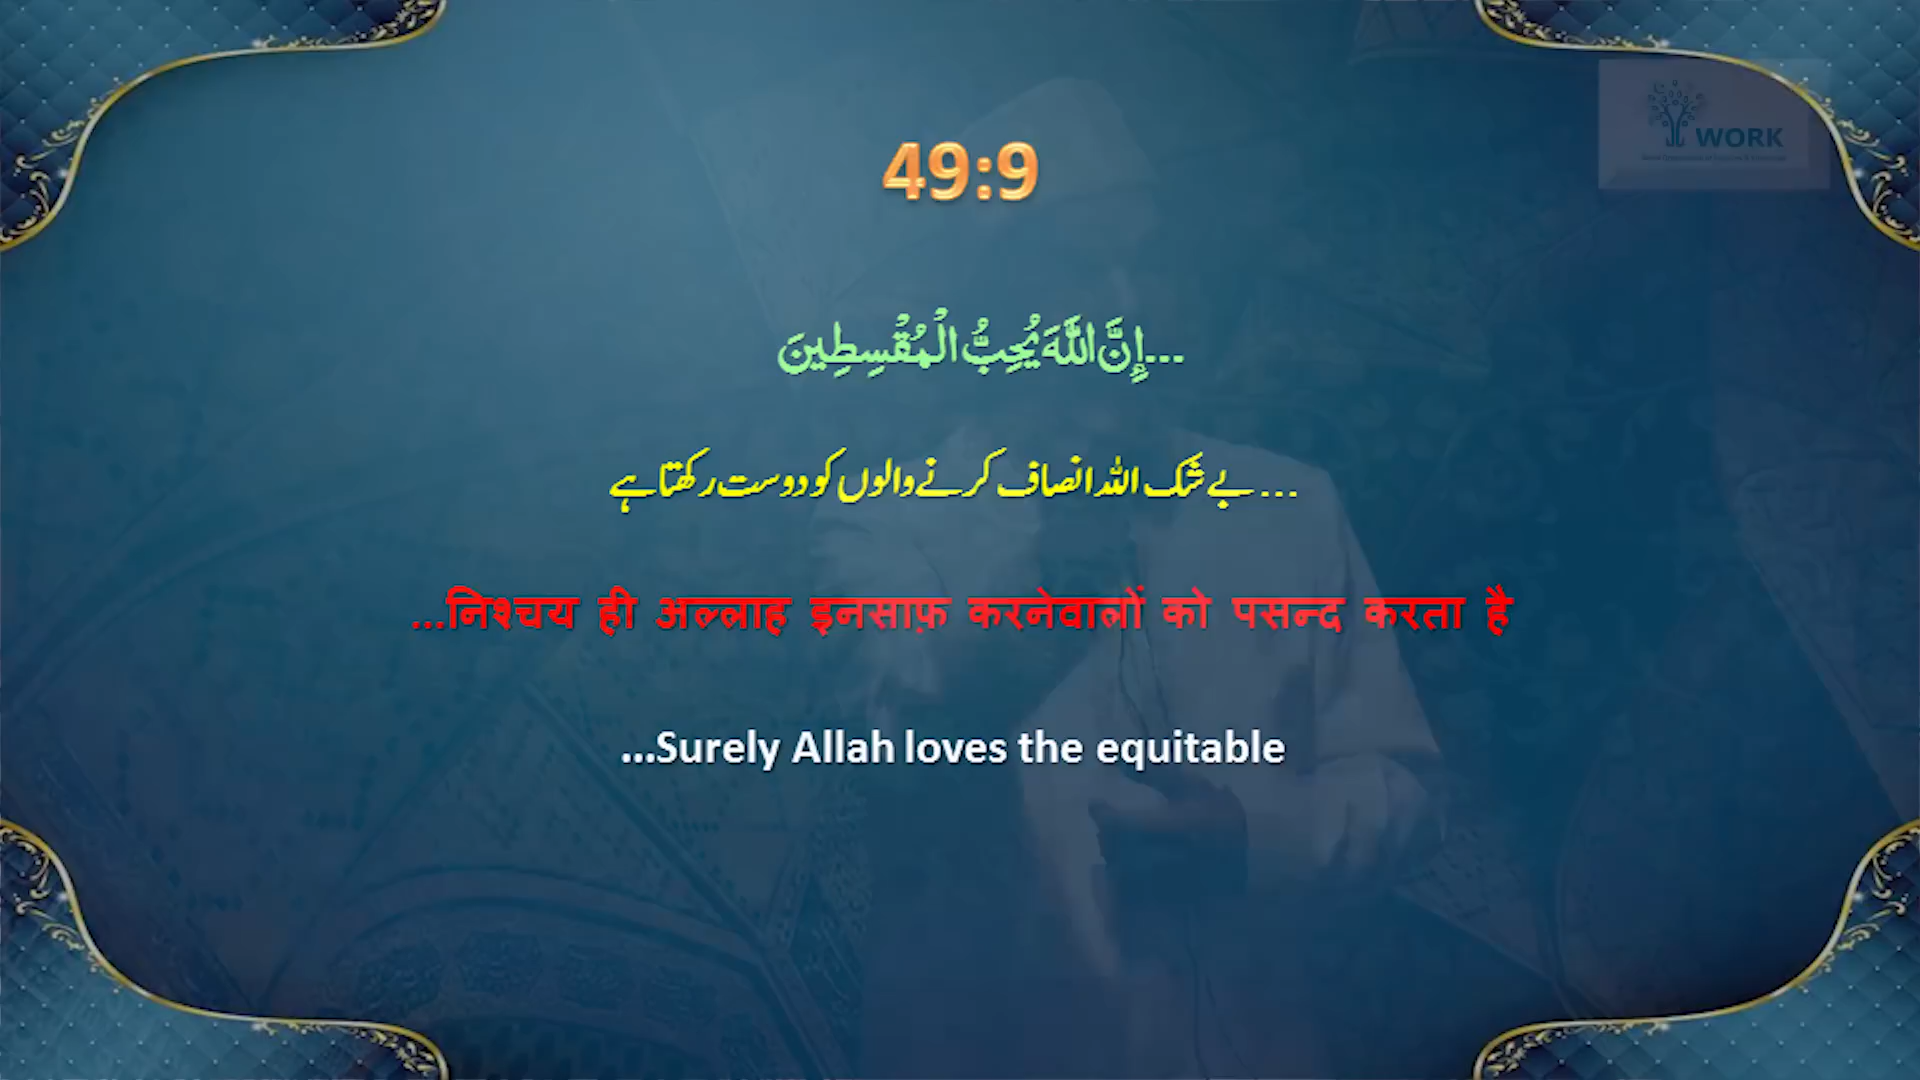 WORK
49:9
...إِنَّ اللَّهَ يُحِبُّ الْمُقْسِطِينَ
... بے شک اللہ انصاف کرنے والوں کو دوست رکھتا ہے
...निश्चय ही अल्लाह इनसाफ़ करनेवालों को पसन्द करता है
...Surely Allah loves the equitable